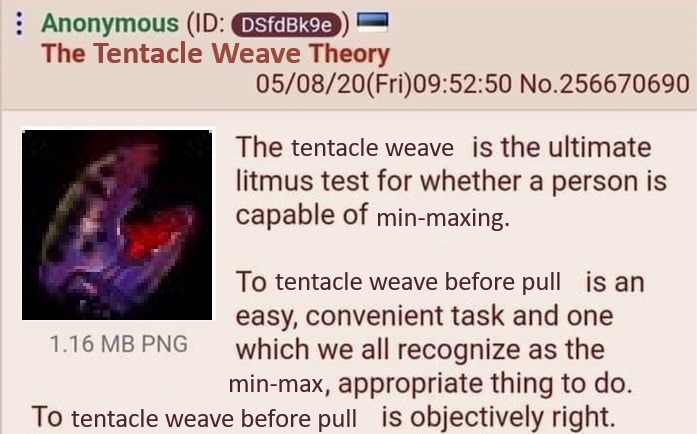 Anonymous (ID: DSfdBk9e)
The Tentacle Weave Theory
05/08/20(Fri)09:52:50 No.256670690
The tentacle weave is the ultimate
litmus test for whether a person is
capable of min-maxing.
To tentacle weave before pull is an
easy, convenient task and one
1.16 MB PNG
which we all recognize as the
min-max, appropriate thing to do.
To tentacle weave before pull is objectively right.